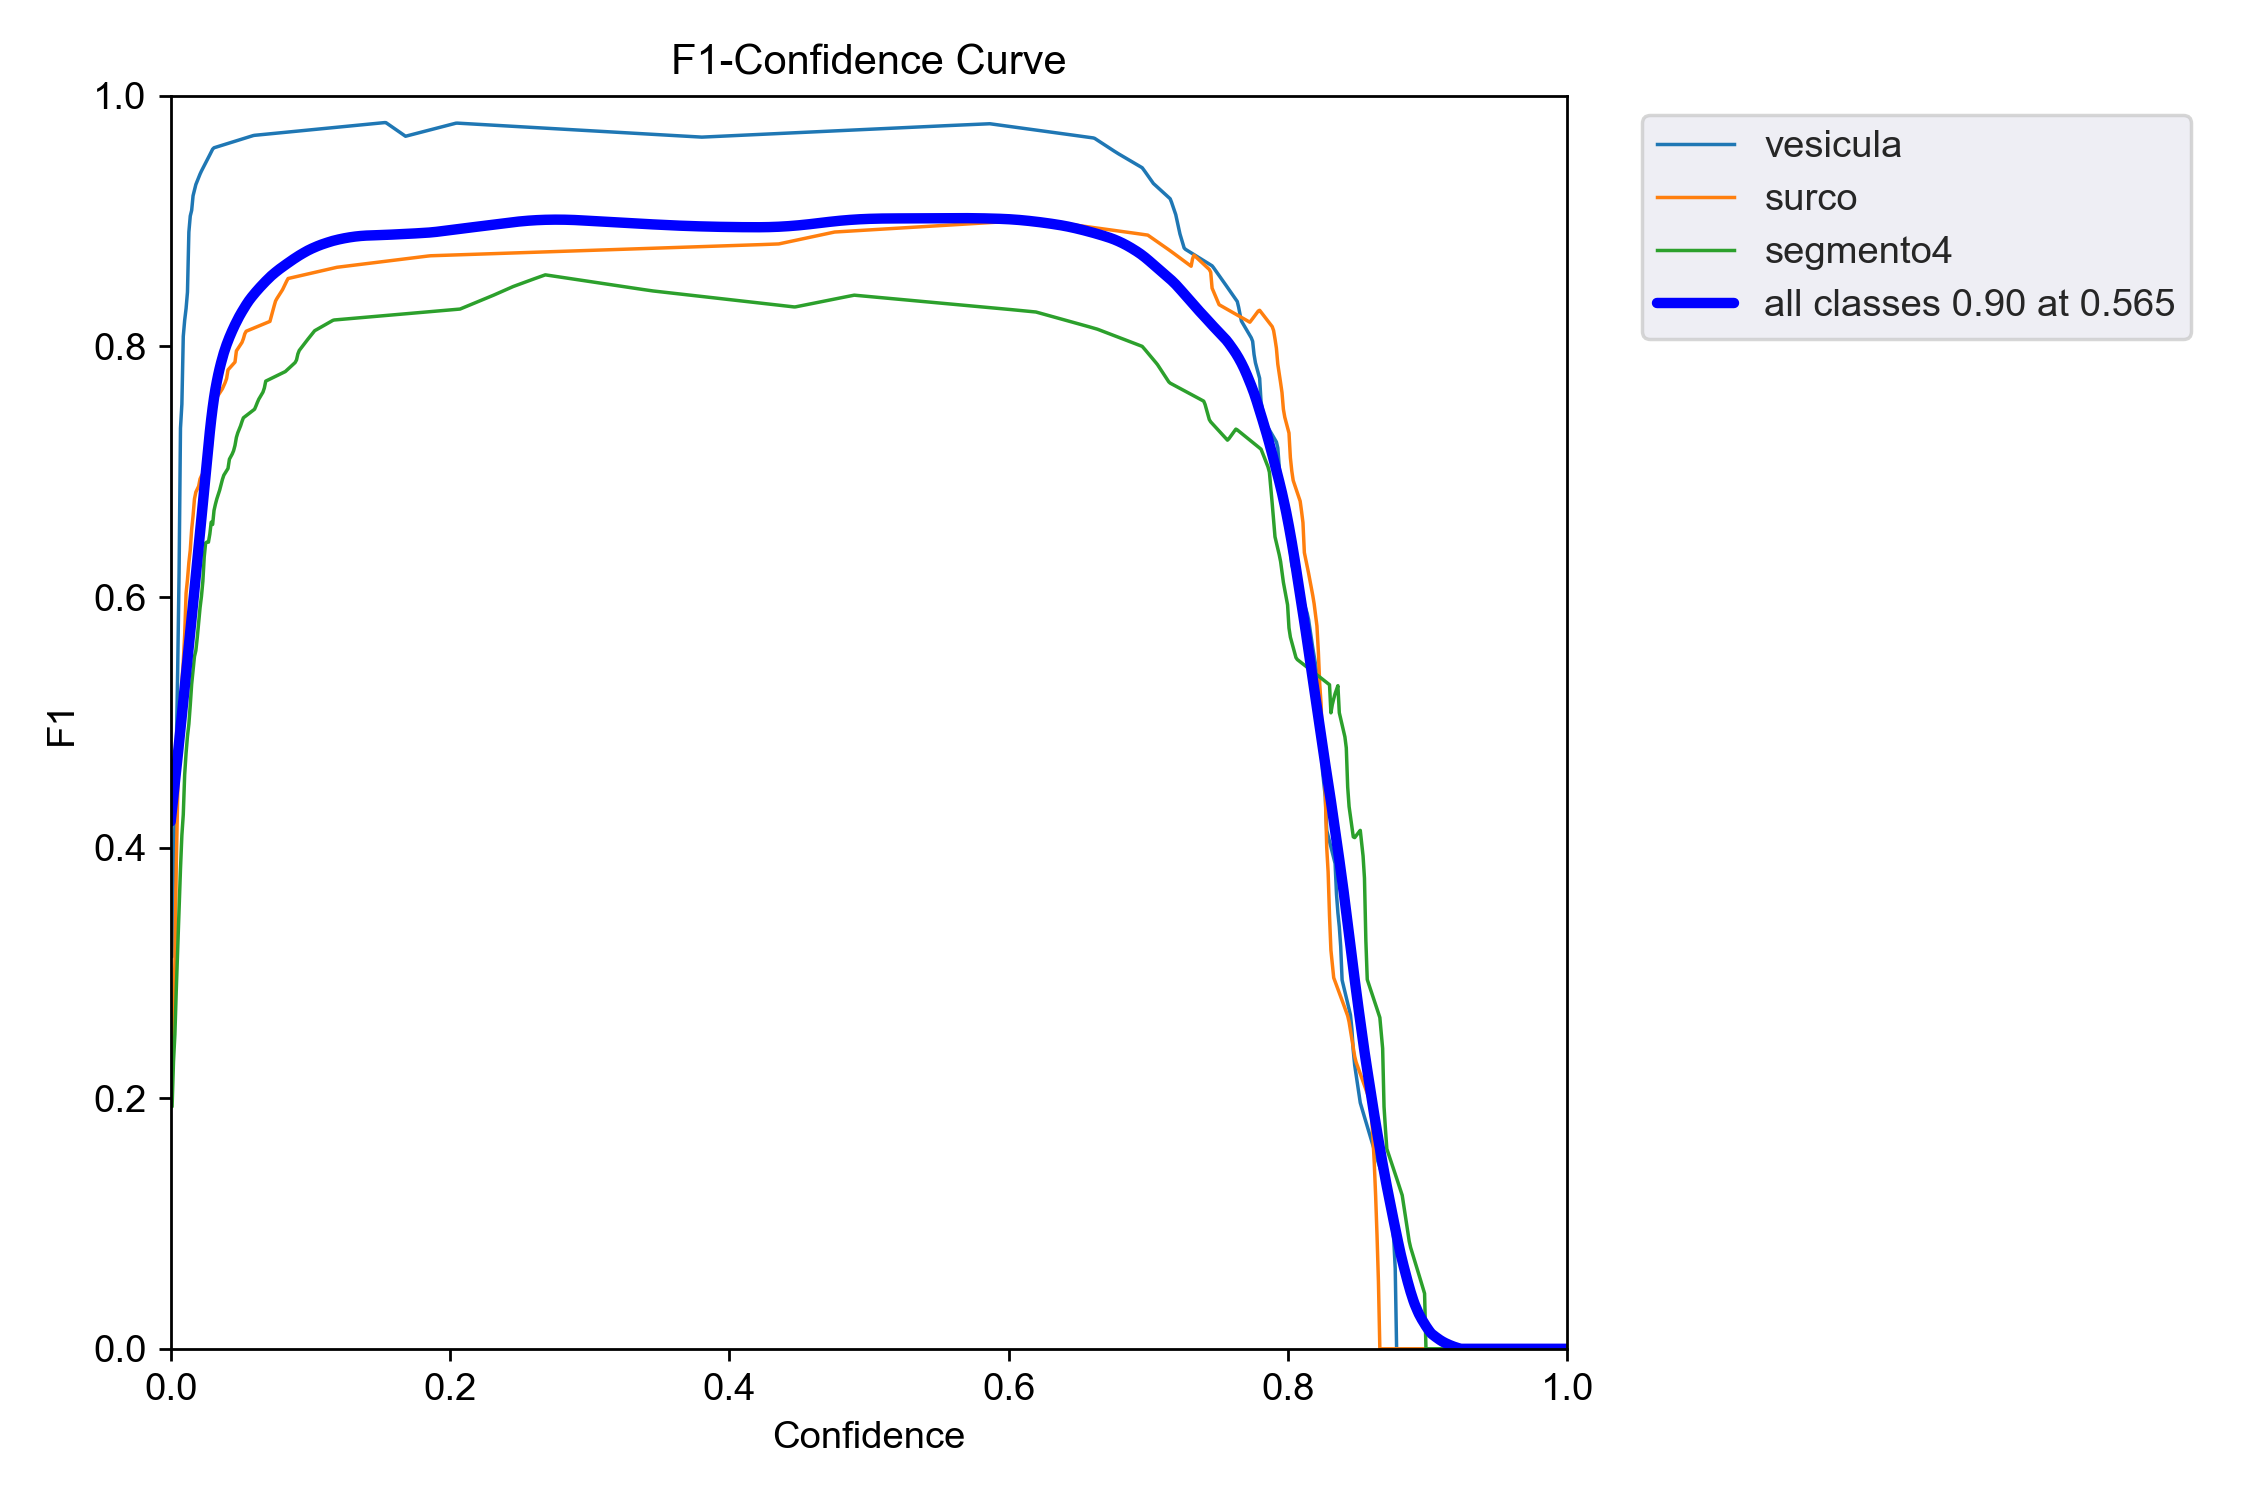 F1-Confidence Curve
1.0
0.8
0.6
0.4
0.2
0.0
F1
0.0 0.2 0.4 0.6 0.8 1.0
Confidence
vesicula
surco
segmento4
all classes 0.90 at 0.565